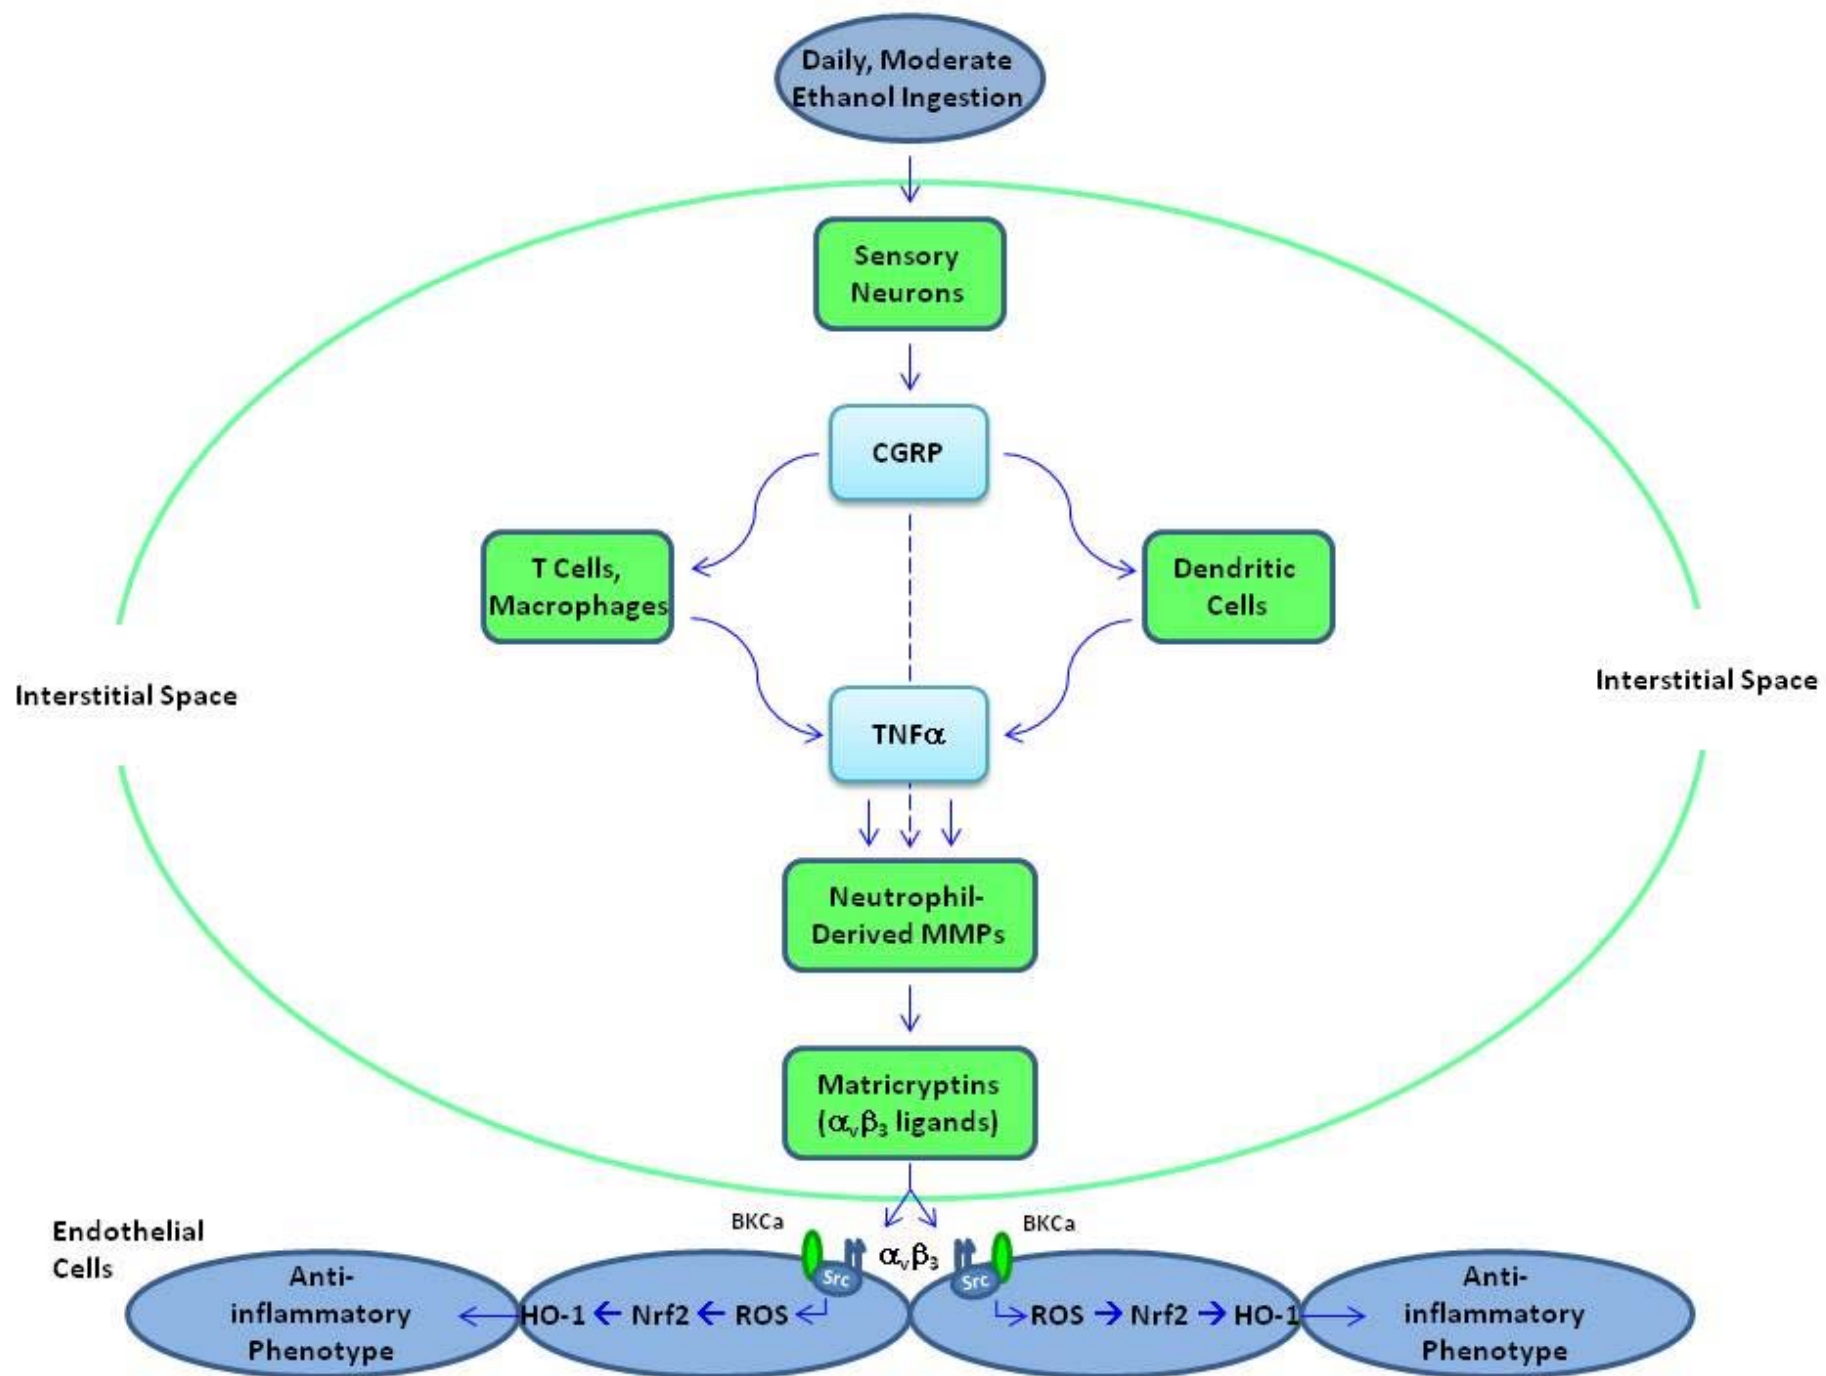 Daily, Moderate
Ethanol Ingestion
Sensory
Neurons
CGRP
T Cells,
Macrophages
Dendritic
Cells
Interstitial Space
Interstitial Space
TNFα
Neutrophil-
Derived MMPs
Matricryptins
(αvβ3 ligands)
Endothelial
Cells
BKCa
BKCa
αvβ3
Src
Src
Anti-
inflammatory
Phenotype
HO-1 ← Nrf2 ← ROS
ROS → Nrf2 → HO-1
Anti-
inflammatory
Phenotype